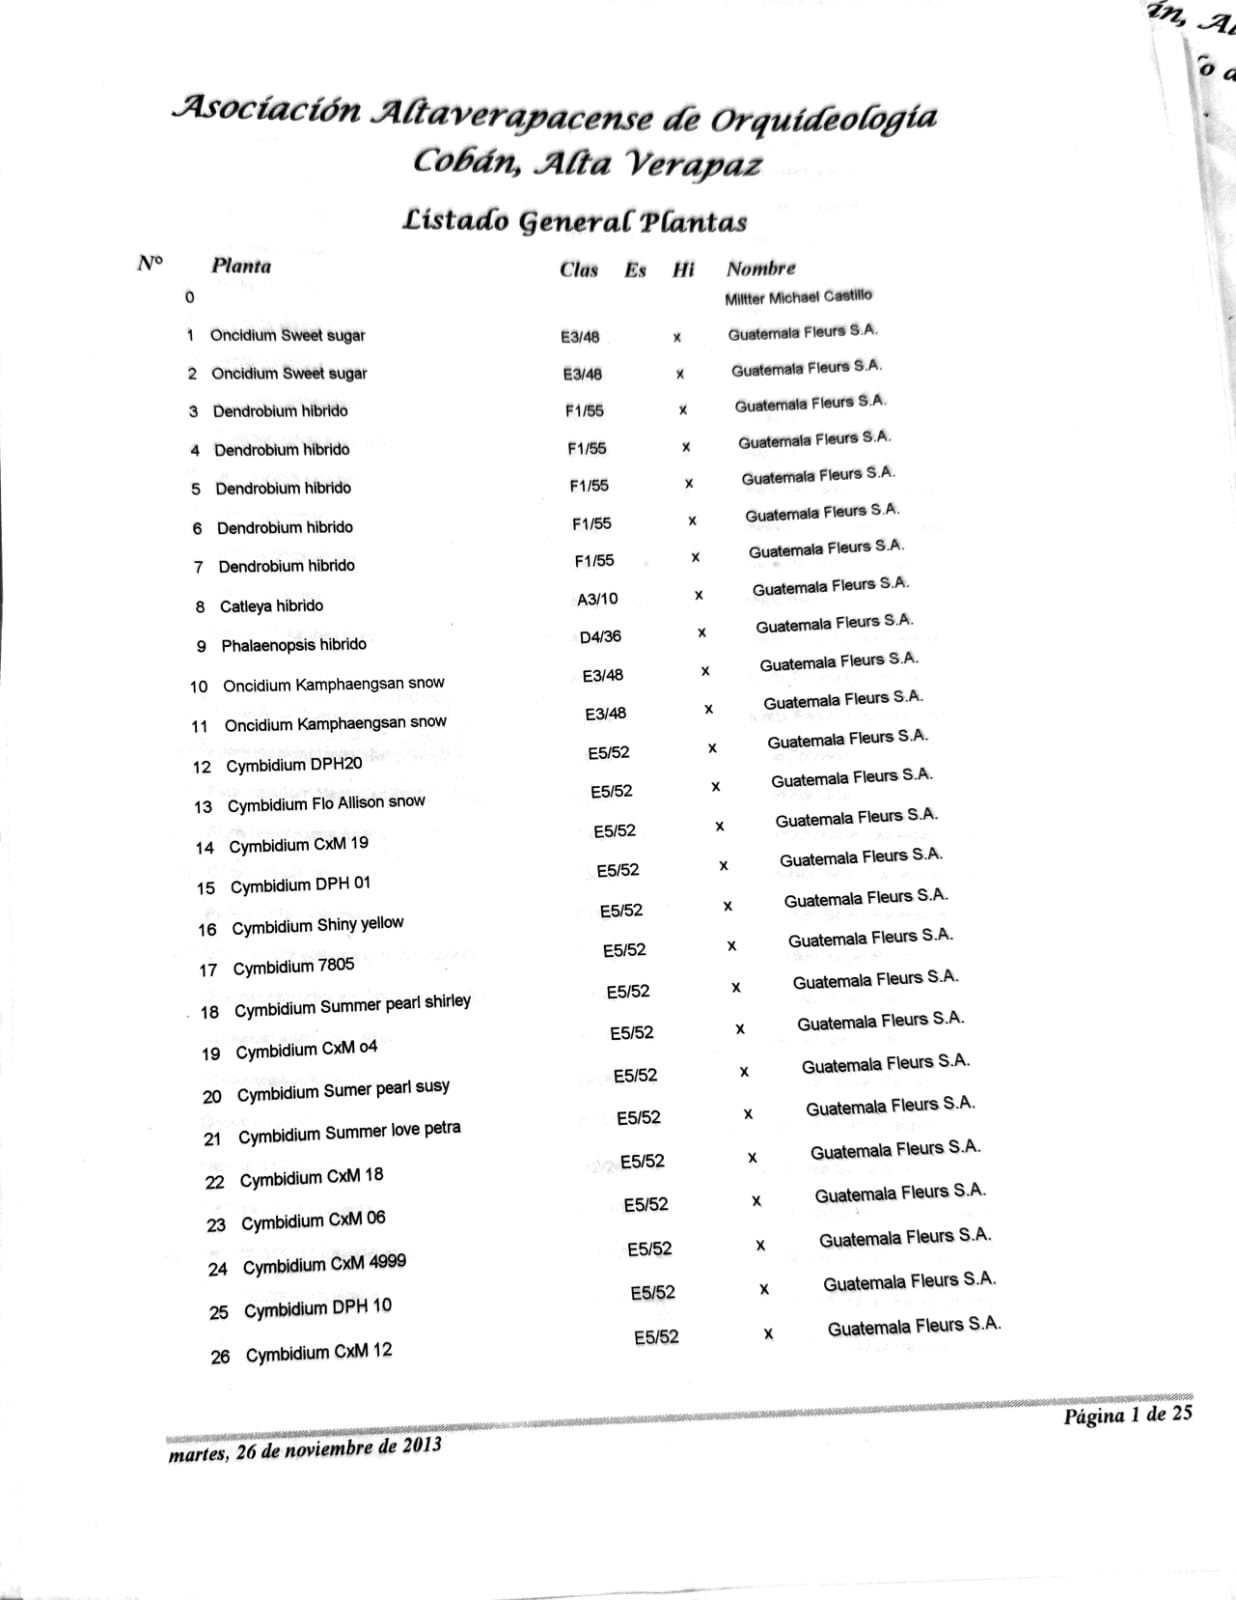 án, Al
o a
Asociación Altaverapacense de Orquideología
Cobán, Alta Verapaz
Listado General Plantas
Nº Planta Clas Es Hi Nombre
0 Miltter Michael Castillo
1 Oncidium Sweet sugar E3/48 x Guatemala Fleurs S.A.
2 Oncidium Sweet sugar E3/48 x Guatemala Fleurs S.A.
3 Dendrobium hibrido F1/55 x Guatemala Fleurs S.A.
4 Dendrobium hibrido F1/55 x Guatemala Fleurs S.A.
5 Dendrobium hibrido F1/55 x Guatemala Fleurs S.A.
6 Dendrobium hibrido F1/55 x Guatemala Fleurs S.A.
7 Dendrobium hibrido F1/55 x Guatemala Fleurs S.A.
8 Catleya hibrido A3/10 x Guatemala Fleurs S.A.
9 Phalaenopsis hibrido D4/36 x Guatemala Fleurs S.A.
10 Oncidium Kamphaengsan snow E3/48 x Guatemala Fleurs S.A.
11 Oncidium Kamphaengsan snow E3/48 x Guatemala Fleurs S.A.
12 Cymbidium DPH20 E5/52 x Guatemala Fleurs S.A.
13 Cymbidium Flo Allison snow E5/52 x Guatemala Fleurs S.A.
14 Cymbidium CxM 19 E5/52 x Guatemala Fleurs S.A.
15 Cymbidium DPH 01 E5/52 x Guatemala Fleurs S.A.
16 Cymbidium Shiny yellow E5/52 x Guatemala Fleurs S.A.
17 Cymbidium 7805 E5/52 x Guatemala Fleurs S.A.
18 Cymbidium Summer pearl shirley E5/52 x Guatemala Fleurs S.A.
19 Cymbidium CxM o4 E5/52 x Guatemala Fleurs S.A.
20 Cymbidium Sumer pearl susy E5/52 x Guatemala Fleurs S.A.
21 Cymbidium Summer love petra E5/52 x Guatemala Fleurs S.A.
22 Cymbidium CxM 18 E5/52 x Guatemala Fleurs S.A.
23 Cymbidium CxM 06 E5/52 x Guatemala Fleurs S.A.
24 Cymbidium CxM 4999 E5/52 x Guatemala Fleurs S.A.
25 Cymbidium DPH 10 E5/52 x Guatemala Fleurs S.A.
26 Cymbidium CxM 12 E5/52 x Guatemala Fleurs S.A.
martes, 26 de noviembre de 2013 Página 1 de 25